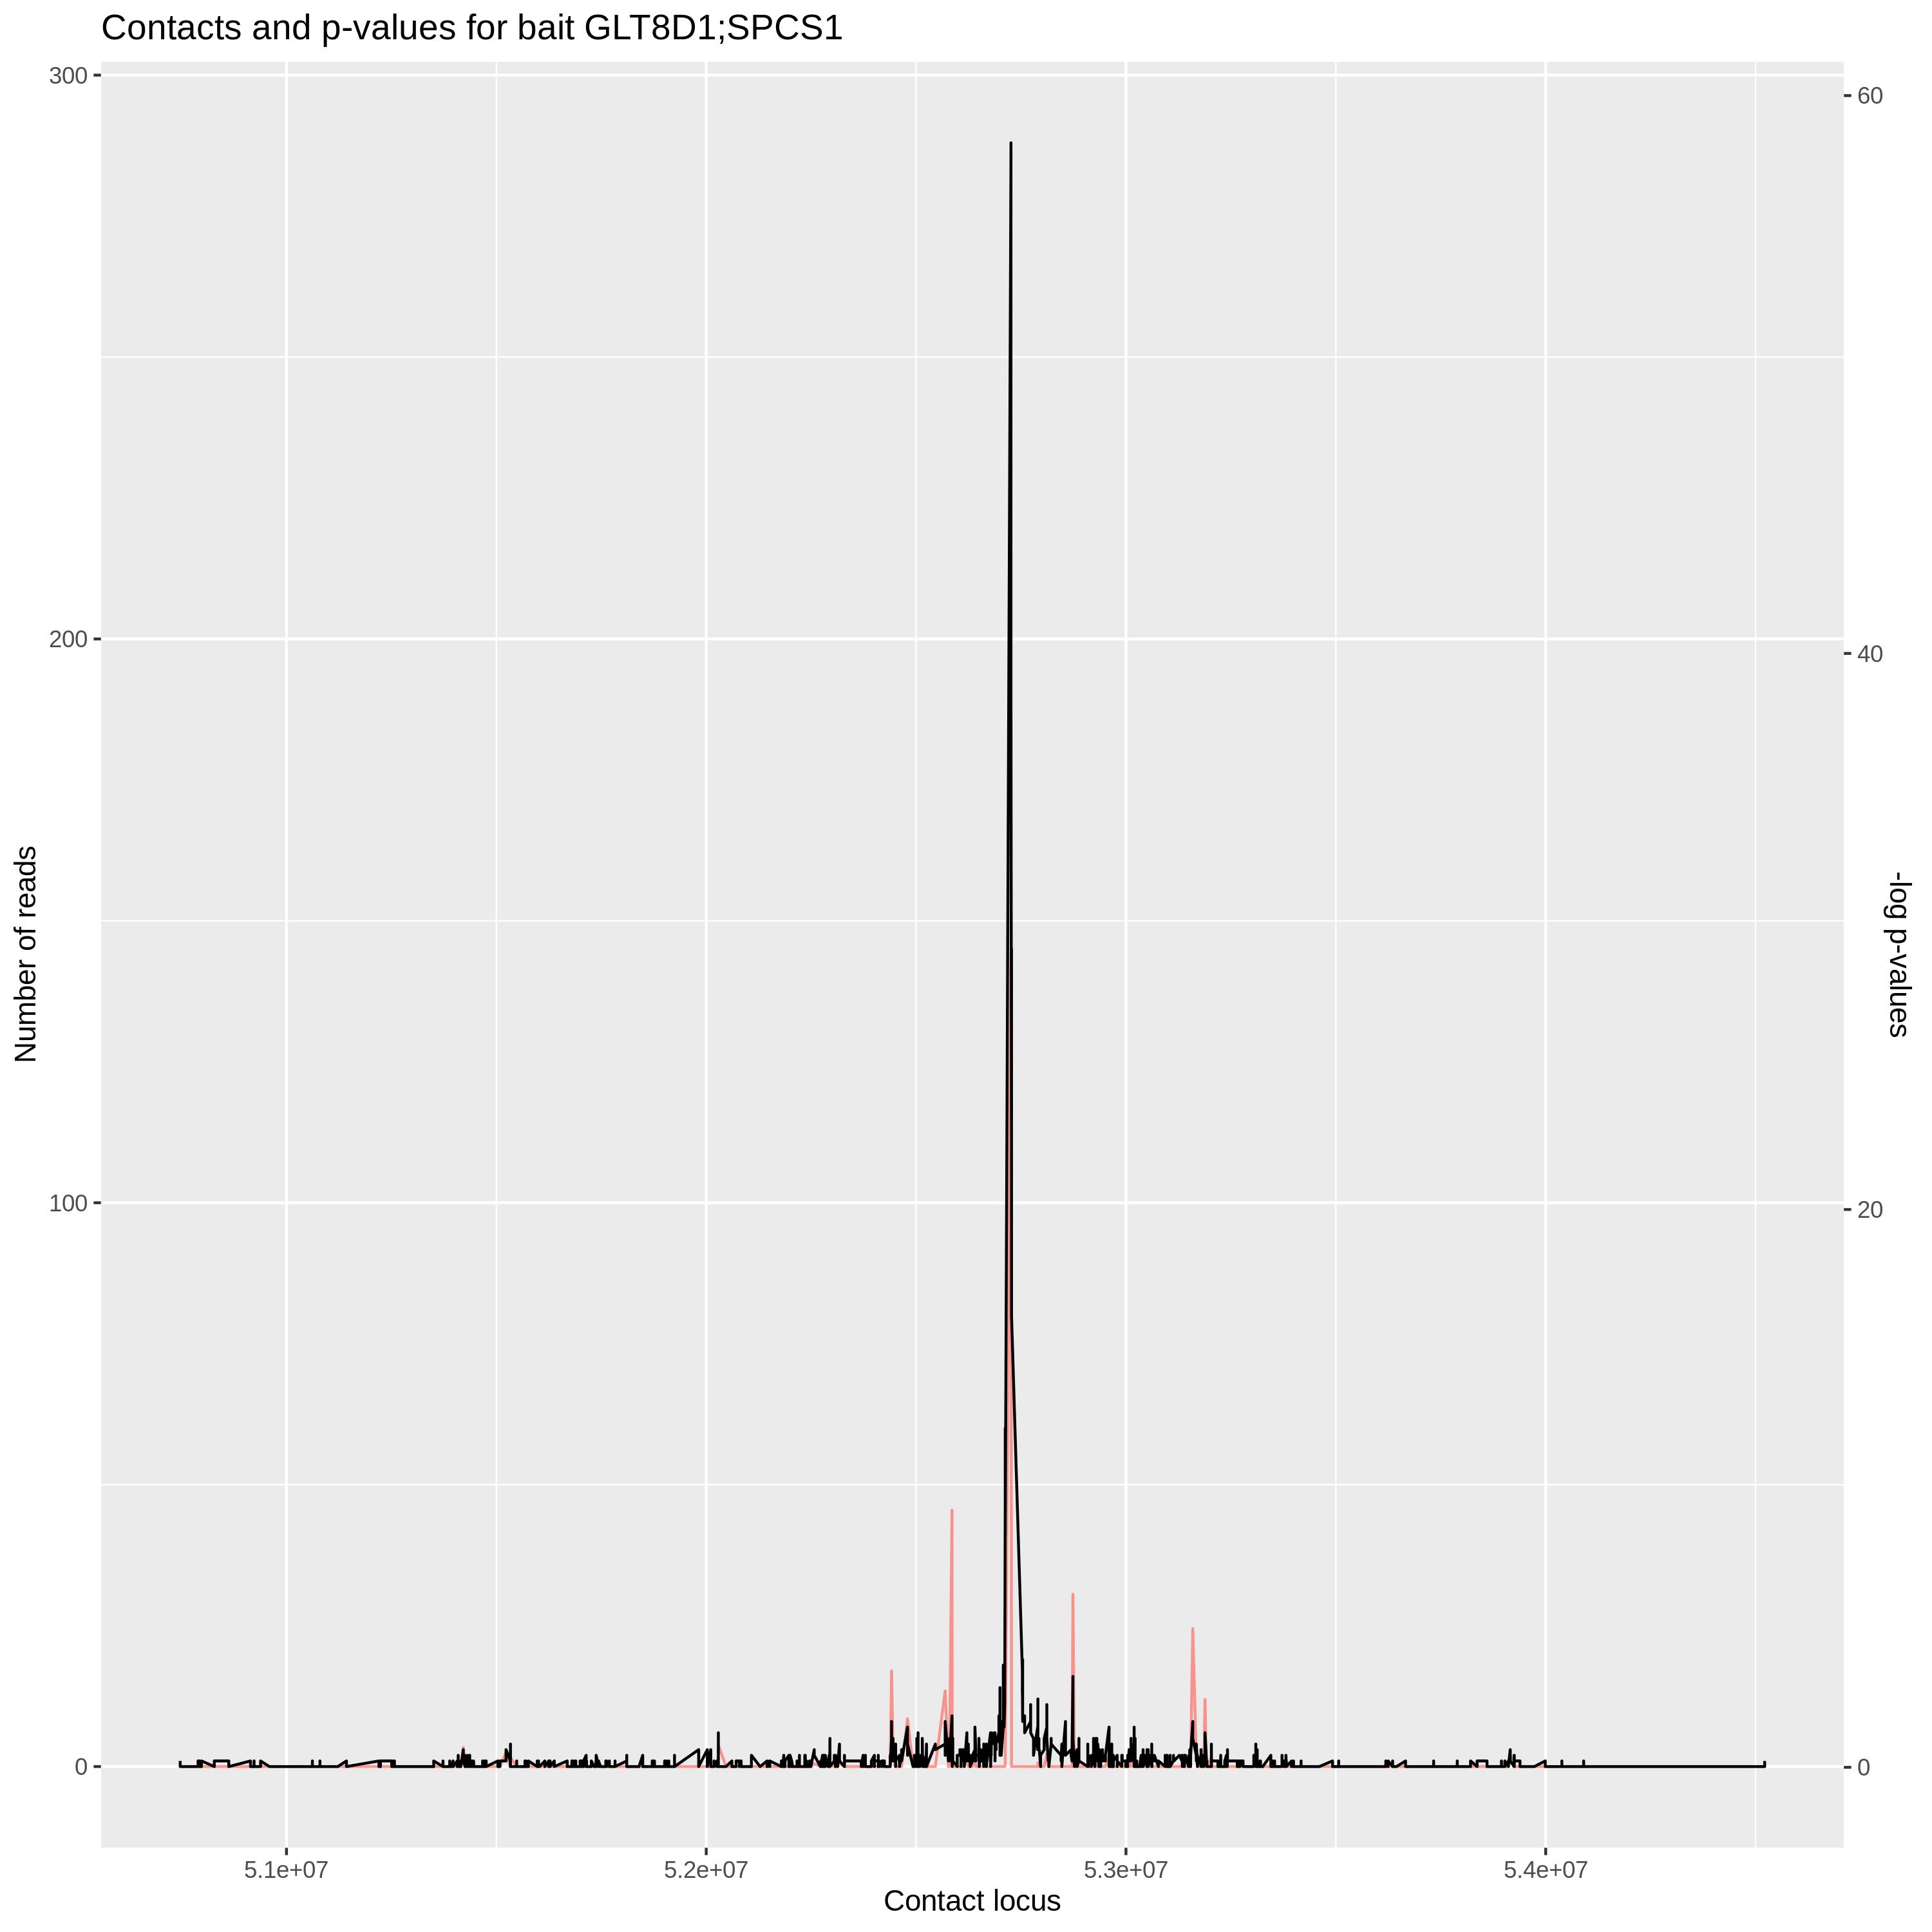 Contacts and p-values for bait GLT8D1;SPCS1
300
200
100
0
Number of reads
60
40
20
0
-log p-values
5.1e+07
5.2e+07
5.3e+07
5.4e+07
Contact locus